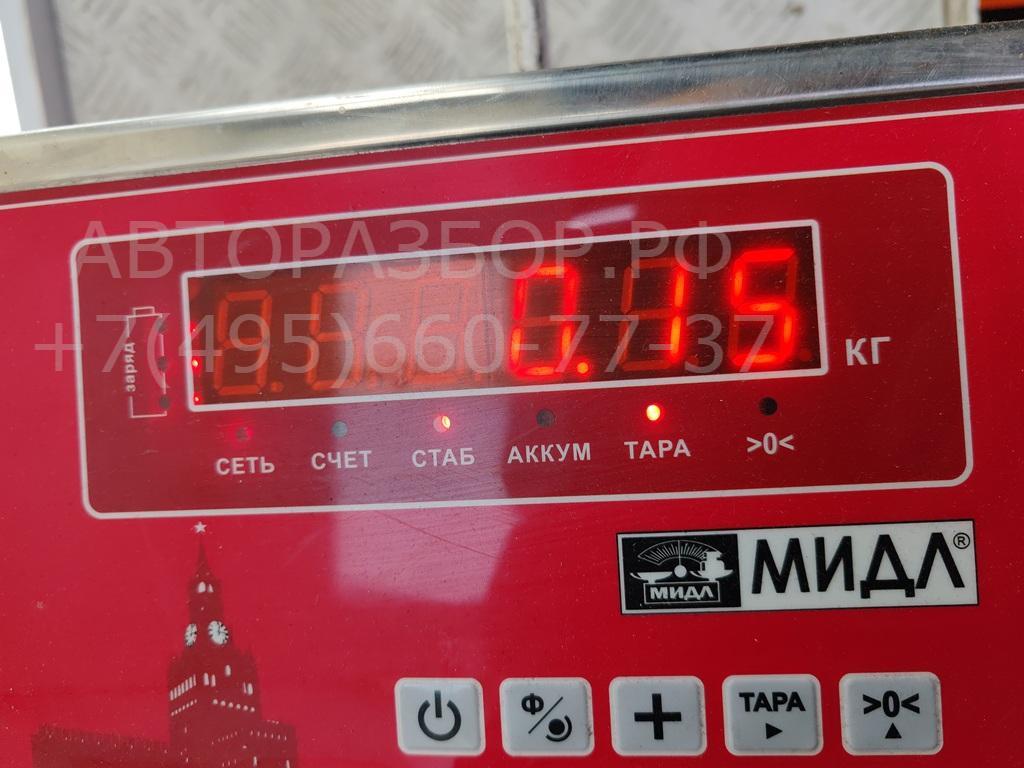 АВТОРАЗБОР.РФ
+7(495)660-77-37
заряд
0.15 КГ
СЕТЬ СЧЕТ СТАБ АККУМ ТАРА >0<
МИДЛ МИДЛ®
Ф ТАРА >0<